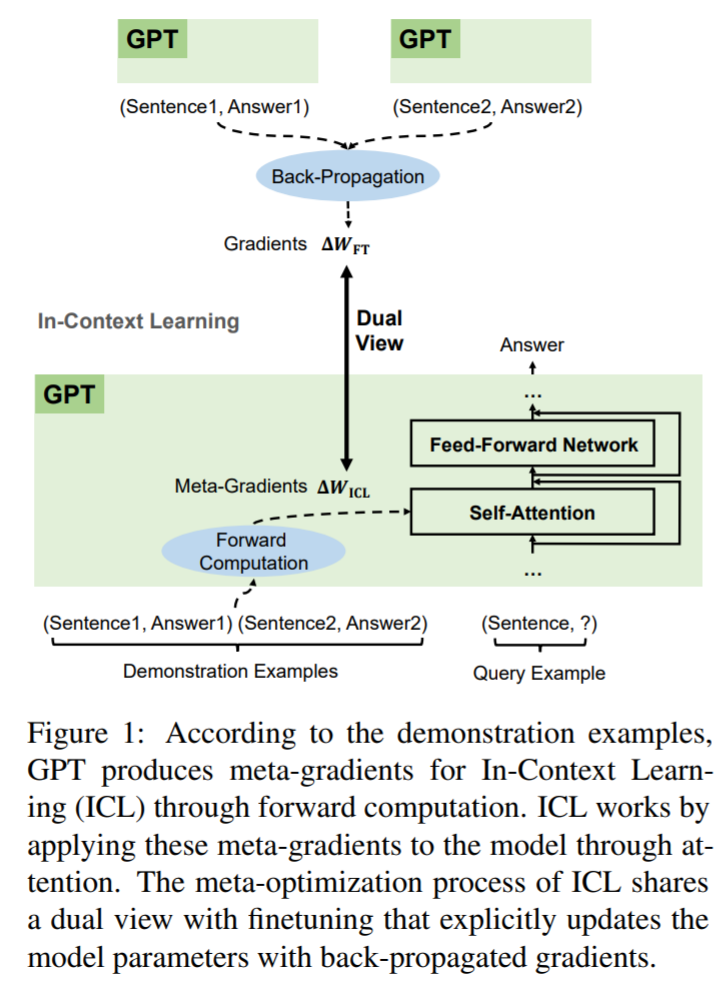 GPT
GPT
(Sentence1, Answer1)
(Sentence2, Answer2)
Back-Propagation
Gradients ΔW_FT
In-Context Learning
Dual
View
Answer
...
GPT
Feed-Forward Network
Meta-Gradients ΔW_ICL
Self-Attention
Forward
Computation
...
(Sentence1, Answer1) (Sentence2, Answer2)
(Sentence, ?)
Demonstration Examples
Query Example
Figure 1: According to the demonstration examples,
GPT produces meta-gradients for In-Context Learn-
ing (ICL) through forward computation. ICL works by
applying these meta-gradients to the model through at-
tention. The meta-optimization process of ICL shares
a dual view with finetuning that explicitly updates the
model parameters with back-propagated gradients.